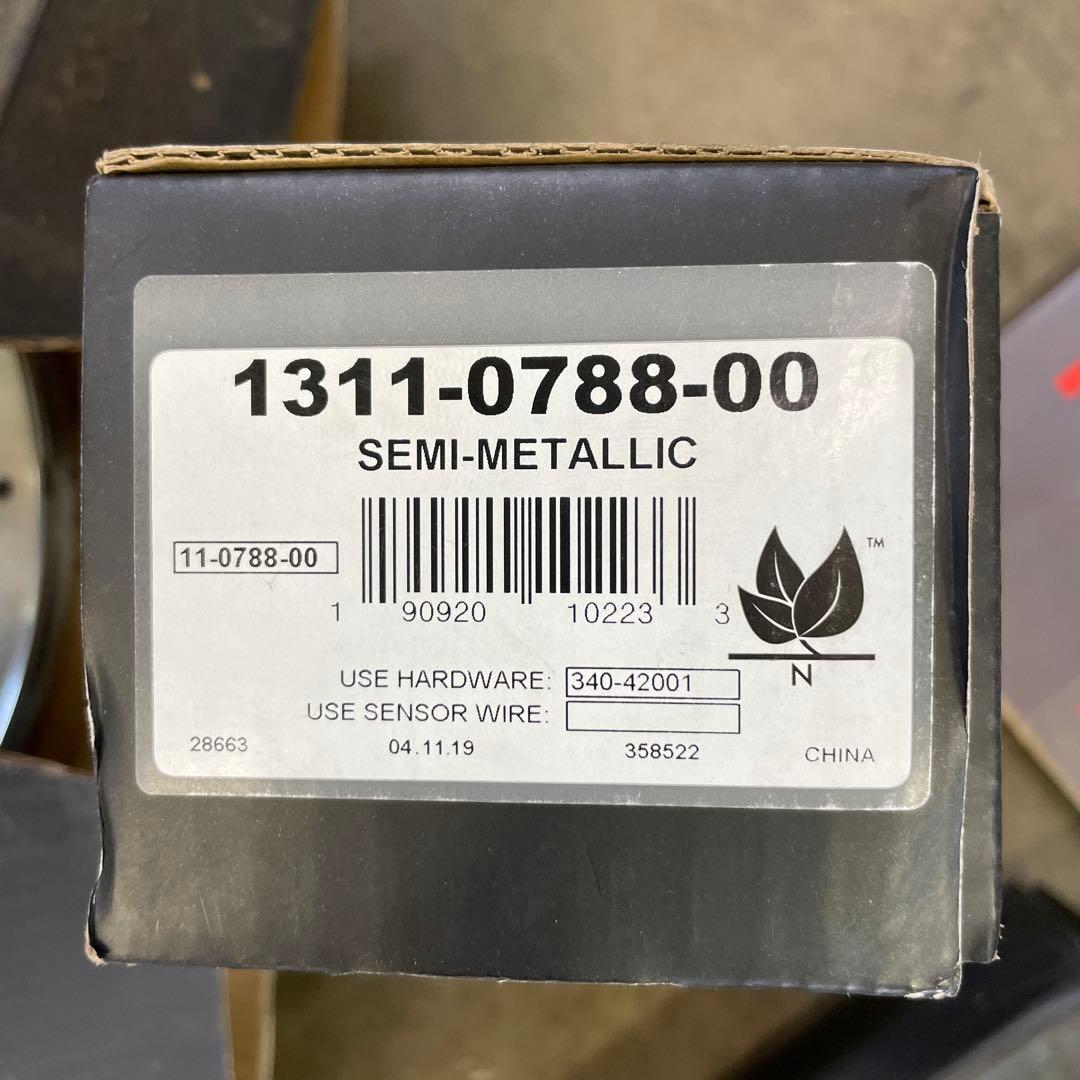 1311-0788-00
SEMI-METALLIC
11-0788-00
1 90920 10223 3
TM
N
USE HARDWARE: 340-42001
USE SENSOR WIRE:
28663 04.11.19 358522 CHINA